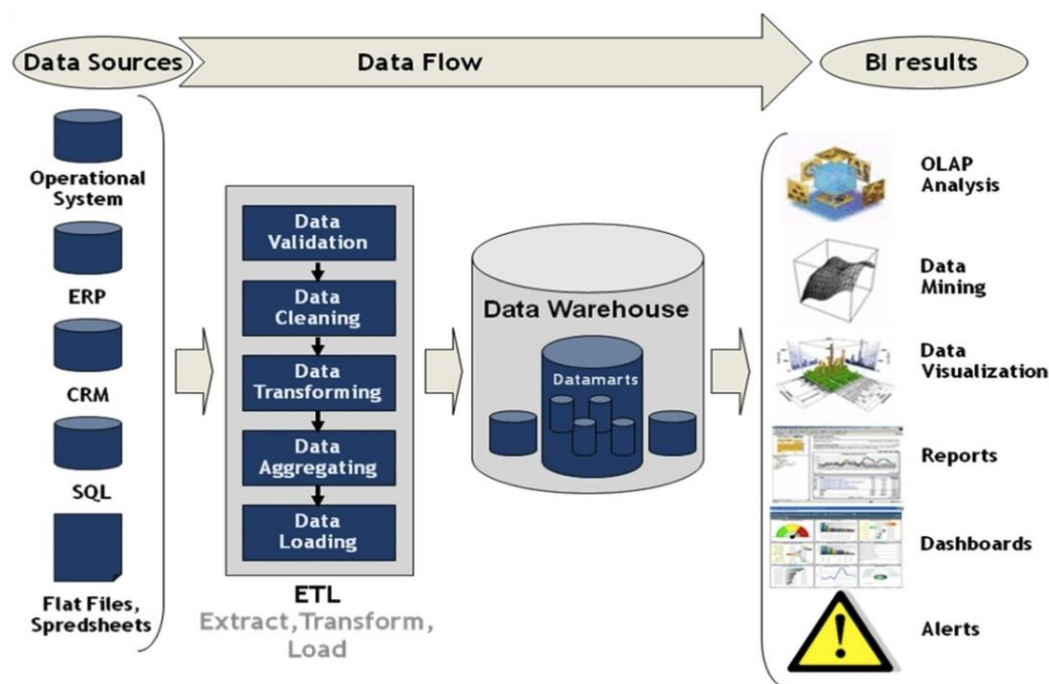 Data Sources
Data Flow
BI results
Operational
System
ERP
CRM
SQL
Flat Files,
Spredsheets
Data
Validation
Data
Cleaning
Data
Transforming
Data
Aggregating
Data
Loading
ETL
Extract,Transform,
Load
Data Warehouse
Datamarts
OLAP
Analysis
Data
Mining
Data
Visualization
Reports
Dashboards
Alerts